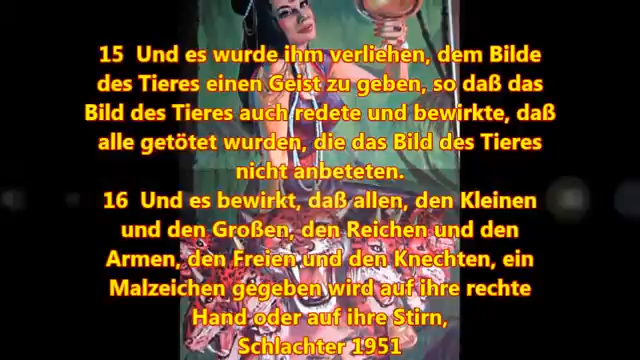 15 Und es wurde ihm verliehen, dem Bilde
des Tieres einen Geist zu geben, so daß das
Bild des Tieres auch redete und bewirkte, daß
alle getötet wurden, die das Bild des Tieres
nicht anbeteten.
16 Und es bewirkt, daß allen, den Kleinen
und den Großen, den Reichen und den
Armen, den Freien und den Knechten, ein
Malzeichen gegeben wird auf ihre rechte
Hand oder auf ihre Stirn,
Schlachter 1951